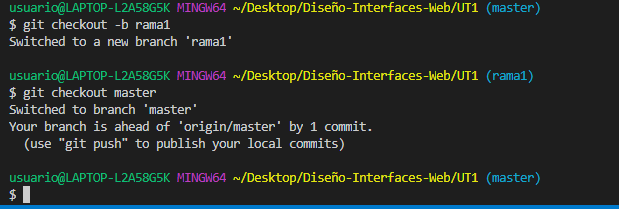 usuario@LAPTOP-L2A58G5K MINGW64 ~/Desktop/Diseño-Interfaces-Web/UT1 (master)
$ git checkout -b rama1
Switched to a new branch 'rama1'
usuario@LAPTOP-L2A58G5K MINGW64 ~/Desktop/Diseño-Interfaces-Web/UT1 (rama1)
$ git checkout master
Switched to branch 'master'
Your branch is ahead of 'origin/master' by 1 commit.
  (use "git push" to publish your local commits)
usuario@LAPTOP-L2A58G5K MINGW64 ~/Desktop/Diseño-Interfaces-Web/UT1 (master)
$